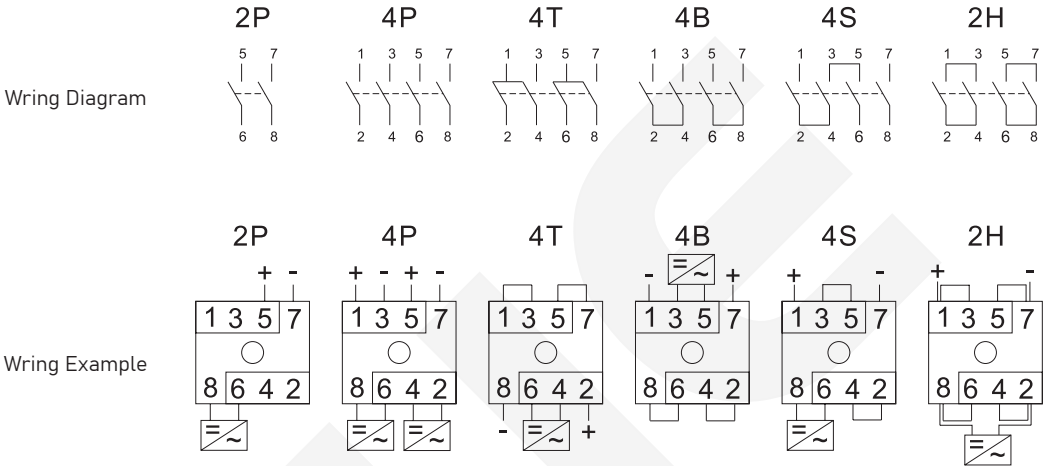 2P 4P 4T 4B 4S 2H
5 7 1 3 5 7 1 3 5 7 1 3 5 7 1 3 5 7 1 3 5 7
Wring Diagram
6 8 2 4 6 8 2 4 6 8 2 4 6 8 2 4 6 8 2 4 6 8
2P 4P 4T 4B 4S 2H
= ~
+ - + - + - - + + - + -
1 3 5 7 1 3 5 7 1 3 5 7 1 3 5 7 1 3 5 7 1 3 5 7
Wring Example
8 6 4 2 8 6 4 2 8 6 4 2 8 6 4 2 8 6 4 2 8 6 4 2
= ~ = ~ = ~ - = ~ + = ~ = ~